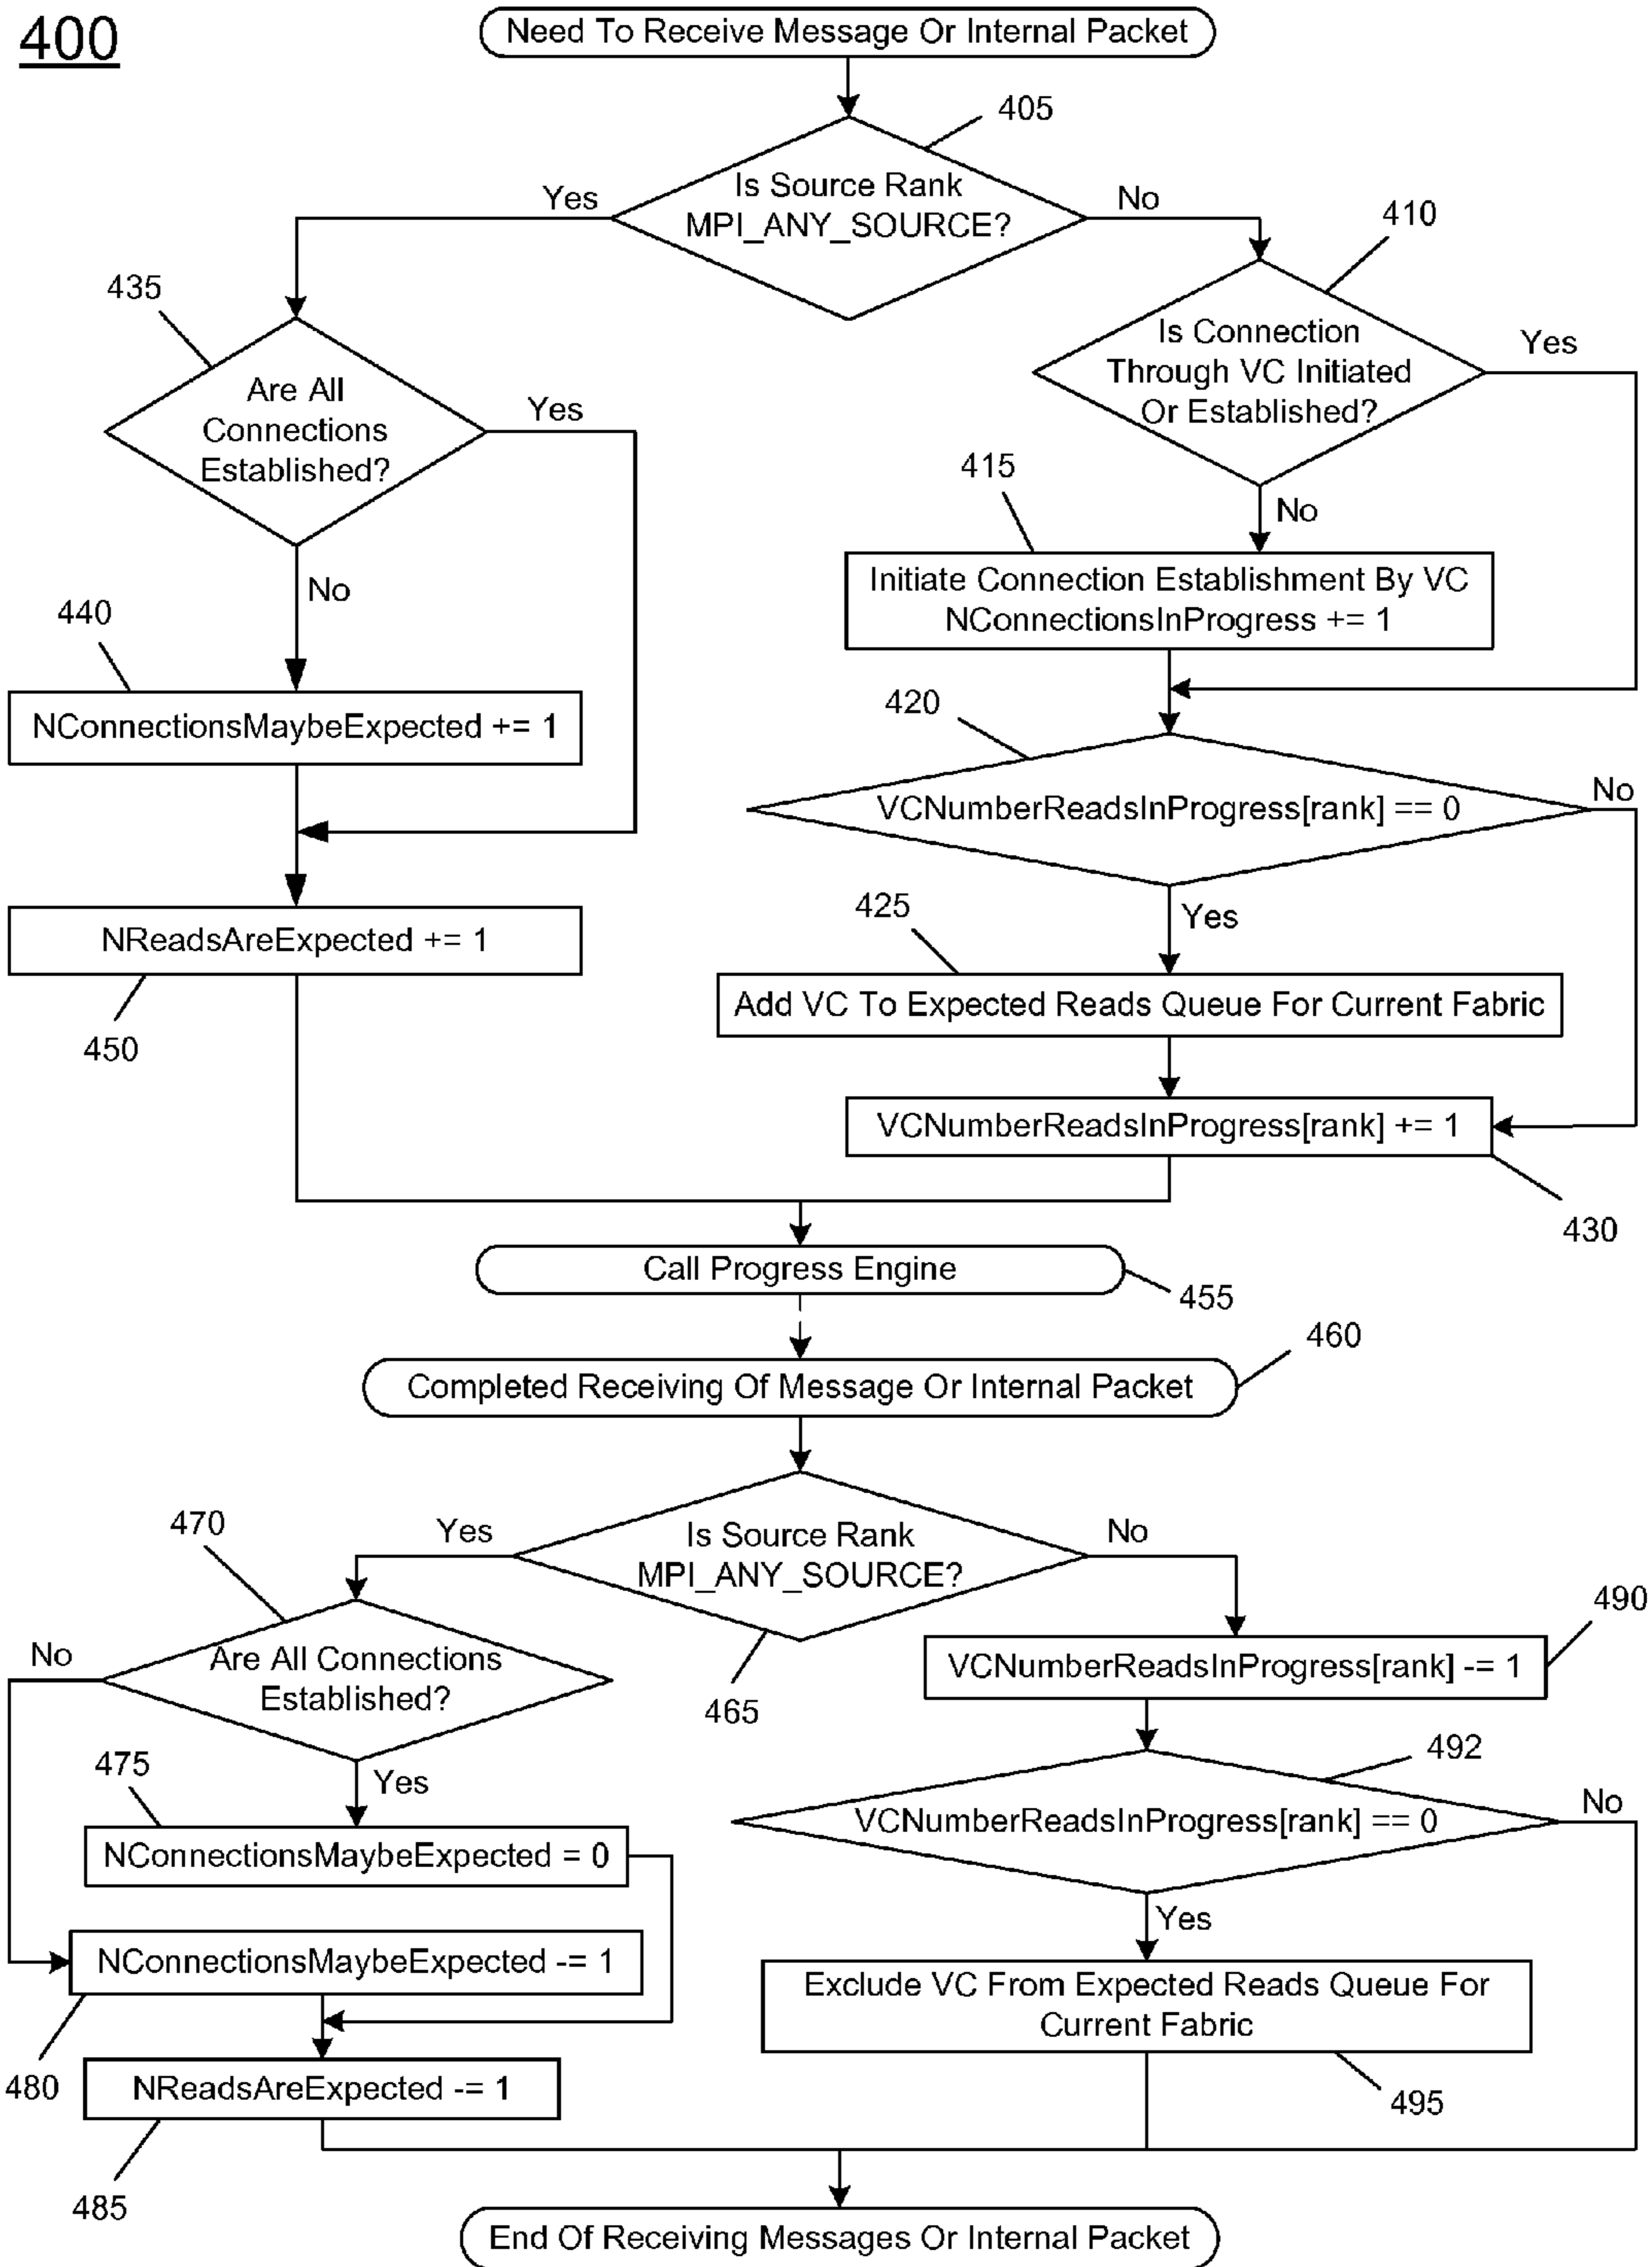 400
Need To Receive Message Or Internal Packet
405
Is Source Rank
MPI_ANY_SOURCE?
Yes
No
410
435
Is Connection
Through VC Initiated
Or Established?
Yes
Are All
Connections
Established?
Yes
415
No
Initiate Connection Establishment By VC
NConnectionsInProgress += 1
No
440
420
NConnectionsMaybeExpected += 1
VCNumberReadsInProgress[rank] == 0
No
425
Yes
NReadsAreExpected += 1
450
Add VC To Expected Reads Queue For Current Fabric
VCNumberReadsInProgress[rank] += 1
430
Call Progress Engine
455
460
Completed Receiving Of Message Or Internal Packet
470
Yes
Is Source Rank
MPI_ANY_SOURCE?
No
465
490
No
Are All Connections
Established?
VCNumberReadsInProgress[rank] -= 1
475
Yes
492
NConnectionsMaybeExpected = 0
VCNumberReadsInProgress[rank] == 0
No
Yes
NConnectionsMaybeExpected -= 1
480
Exclude VC From Expected Reads Queue For
Current Fabric
495
NReadsAreExpected -= 1
485
End Of Receiving Messages Or Internal Packet